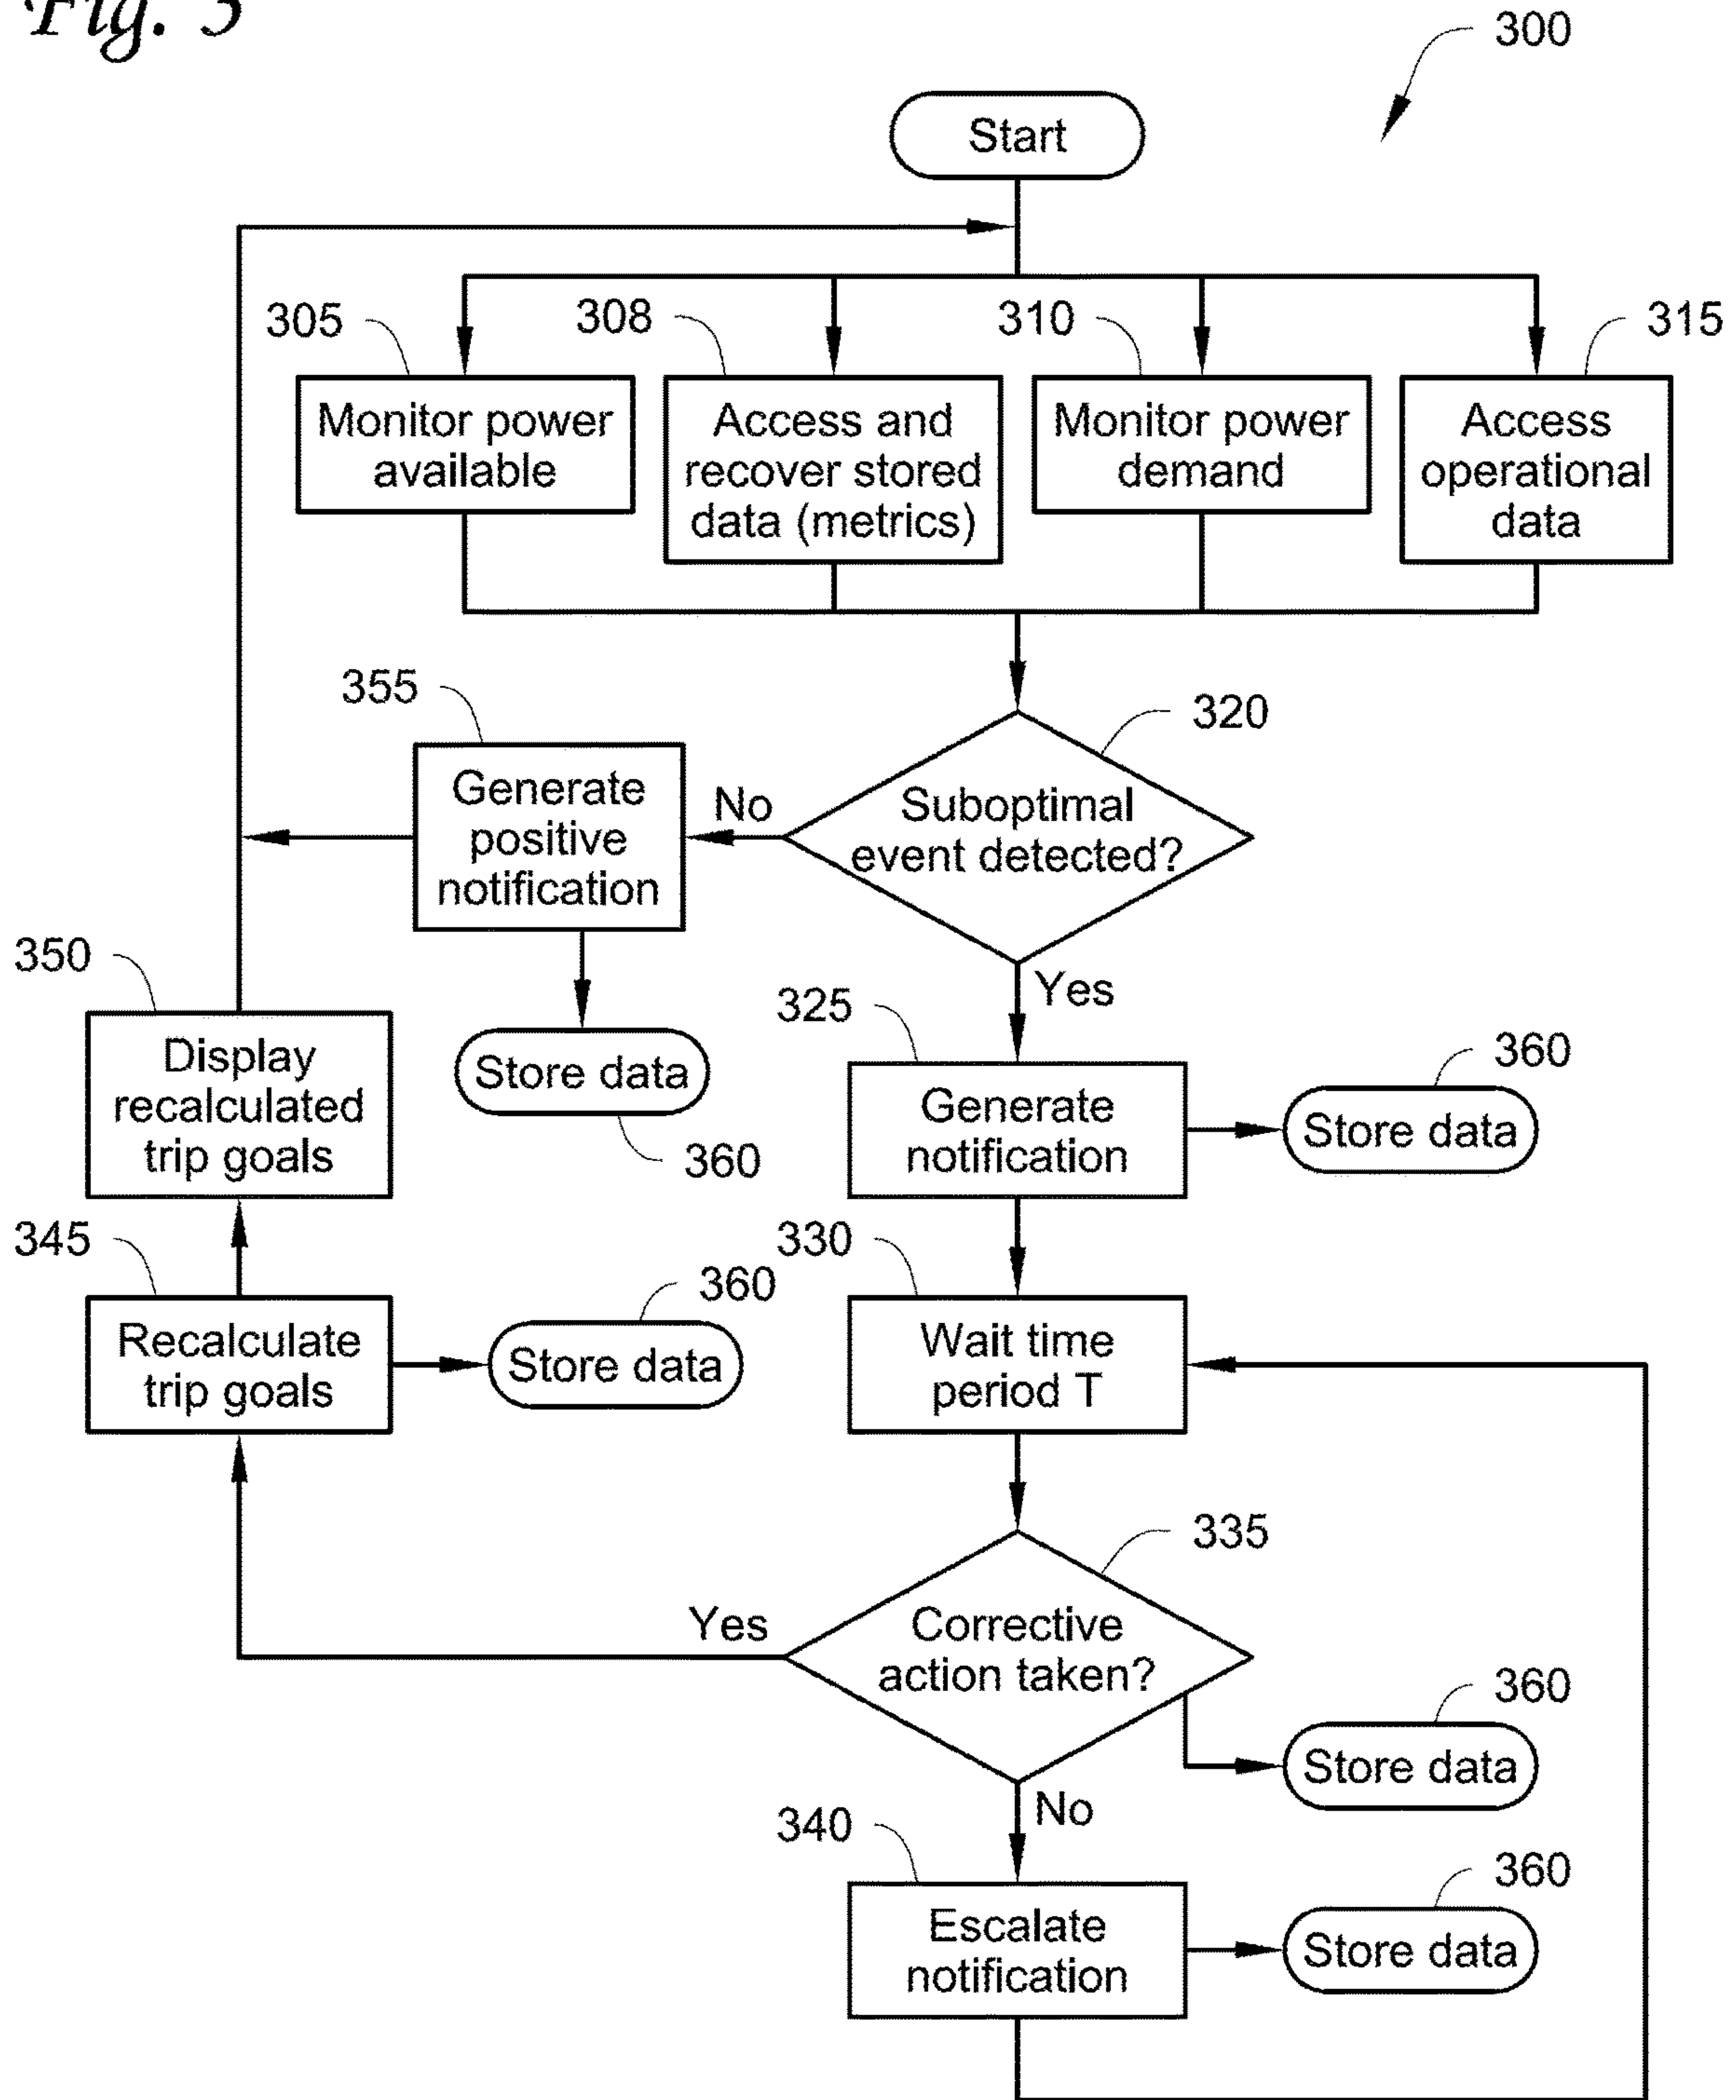 Fig. 3
300
Start
305
308
310
315
Monitor power
available
Access and
recover stored
data (metrics)
Monitor power
demand
Access
operational
data
355
320
Generate
positive
notification
No
Suboptimal
event detected?
350
Yes
325
360
Display
recalculated
trip goals
Store data
360
Generate
notification
Store data
345
330
360
Recalculate
trip goals
Store data
Wait time
period T
335
Yes
Corrective
action taken?
360
Store data
No
340
360
Escalate
notification
Store data